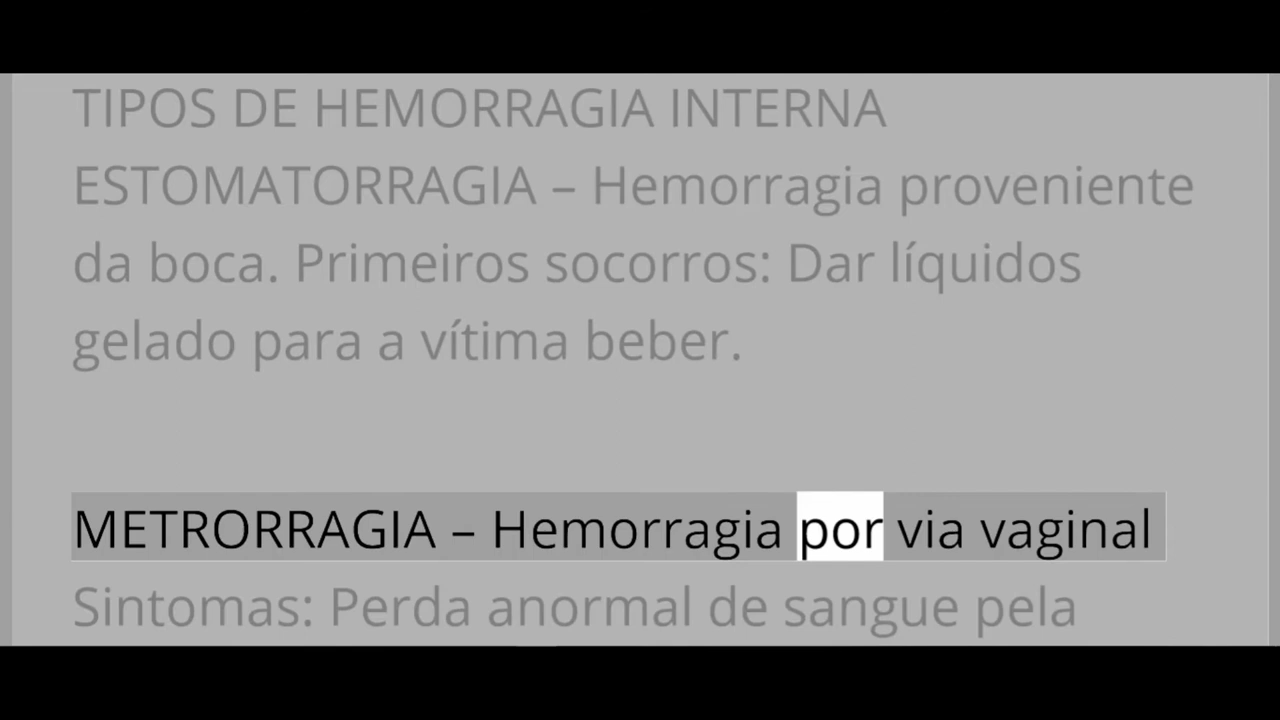 TIPOS DE HEMORRAGIA INTERNA
ESTOMATORRAGIA – Hemorragia proveniente
da boca. Primeiros socorros: Dar líquidos
gelado para a vítima beber.
METRORRAGIA – Hemorragia por via vaginal
Sintomas: Perda anormal de sangue pela